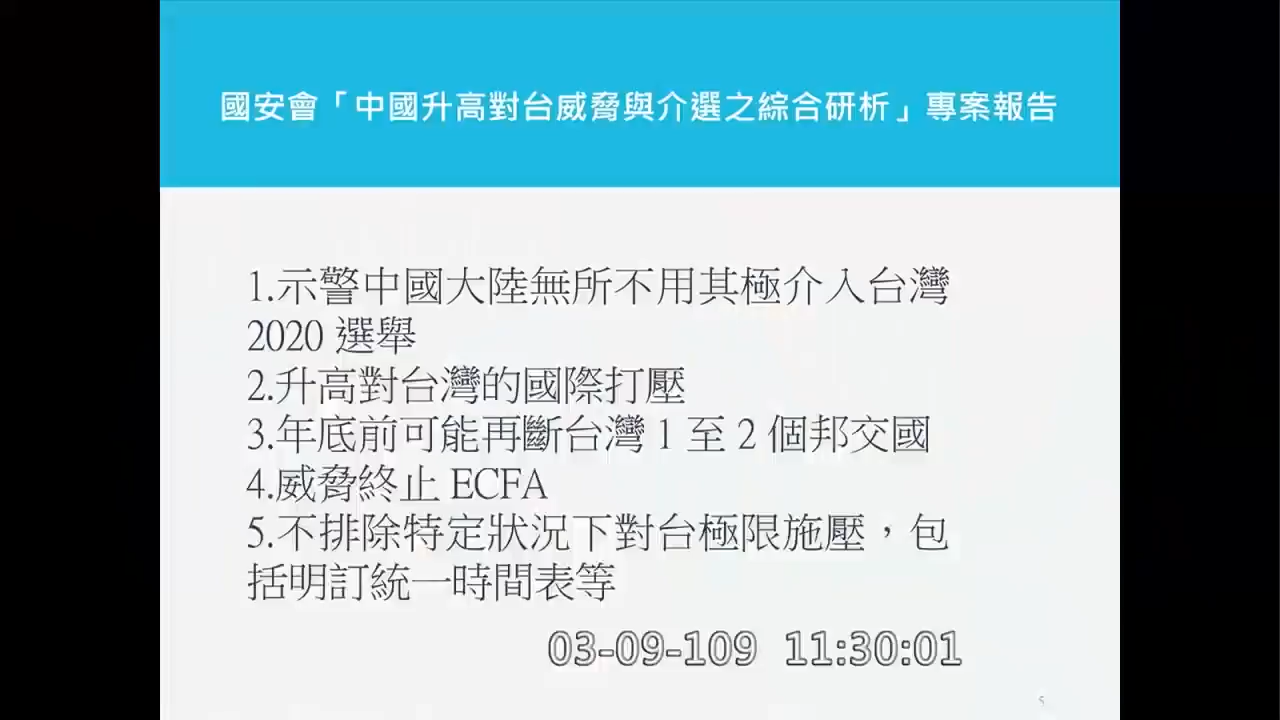 國安會「中國升高對台威脅與介選之綜合研析」專案報告
1.示警中國大陸無所不用其極介入台灣
2020 選舉
2.升高對台灣的國際打壓
3.年底前可能再斷台灣 1 至 2 個邦交國
4.威脅終止 ECFA
5.不排除特定狀況下對台極限施壓，包
括明訂統一時間表等
03-09-109 11:30:01
5